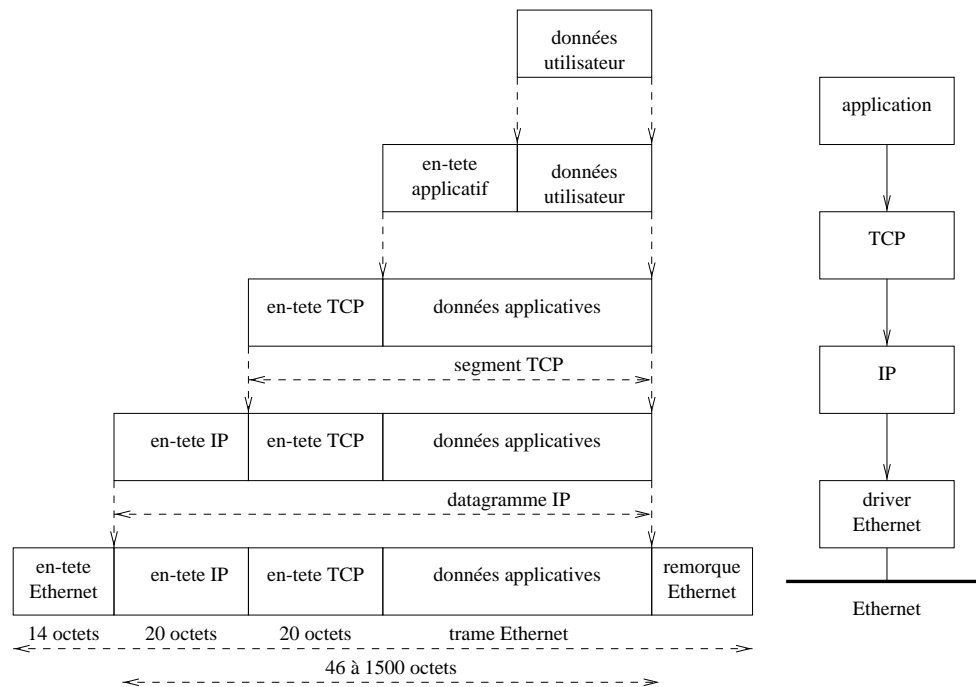 données
utilisateur
application
en-tete
applicatif
données
utilisateur
TCP
en-tete TCP
données applicatives
segment TCP
IP
en-tete IP
en-tete TCP
données applicatives
datagramme IP
driver
Ethernet
en-tete
Ethernet
en-tete IP
en-tete TCP
données applicatives
remorque
Ethernet
Ethernet
14 octets
20 octets
20 octets
trame Ethernet
46 à 1500 octets